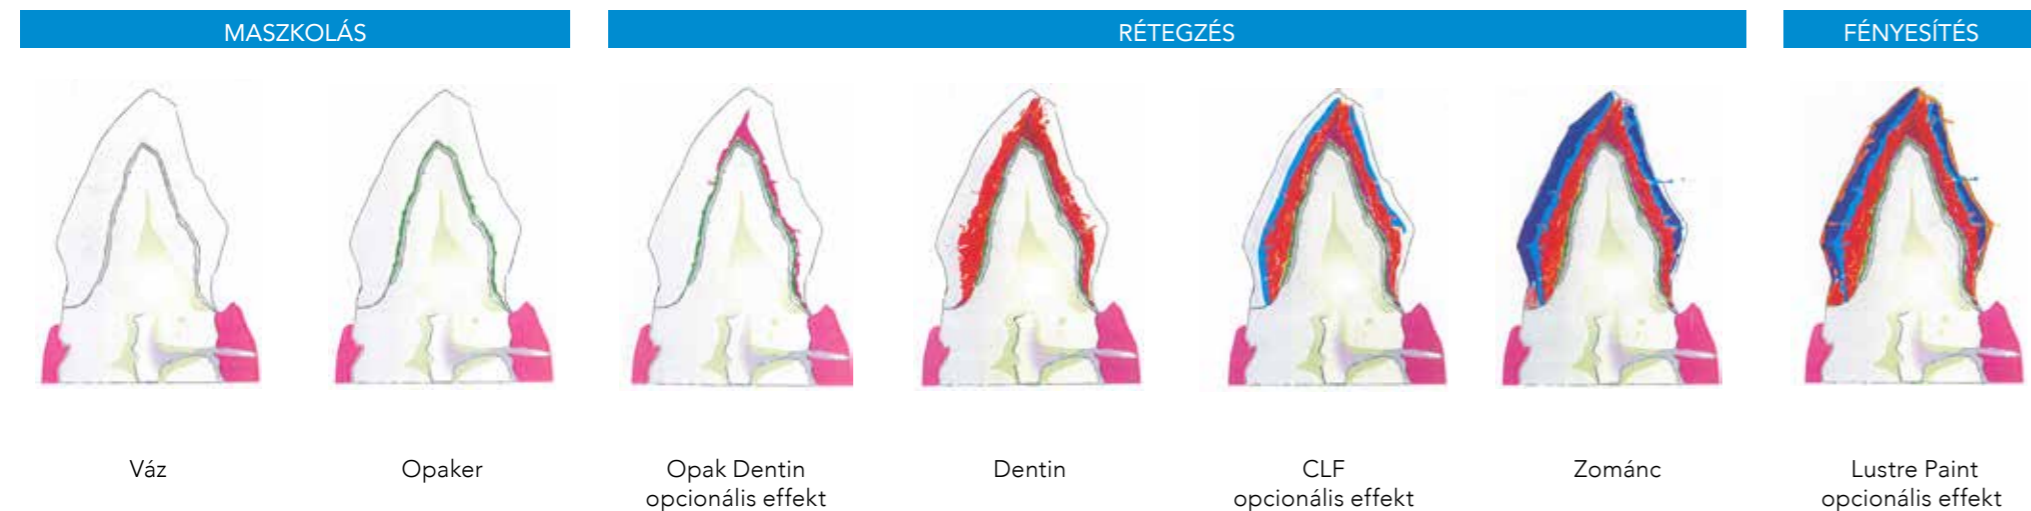 MASZKOLÁS
RÉTEGZÉS
FÉNYESÍTÉS
Váz
Opaker
Opak Dentin
opcionális effekt
Dentin
CLF
opcionális effekt
Zománc
Lustre Paint
opcionális effekt